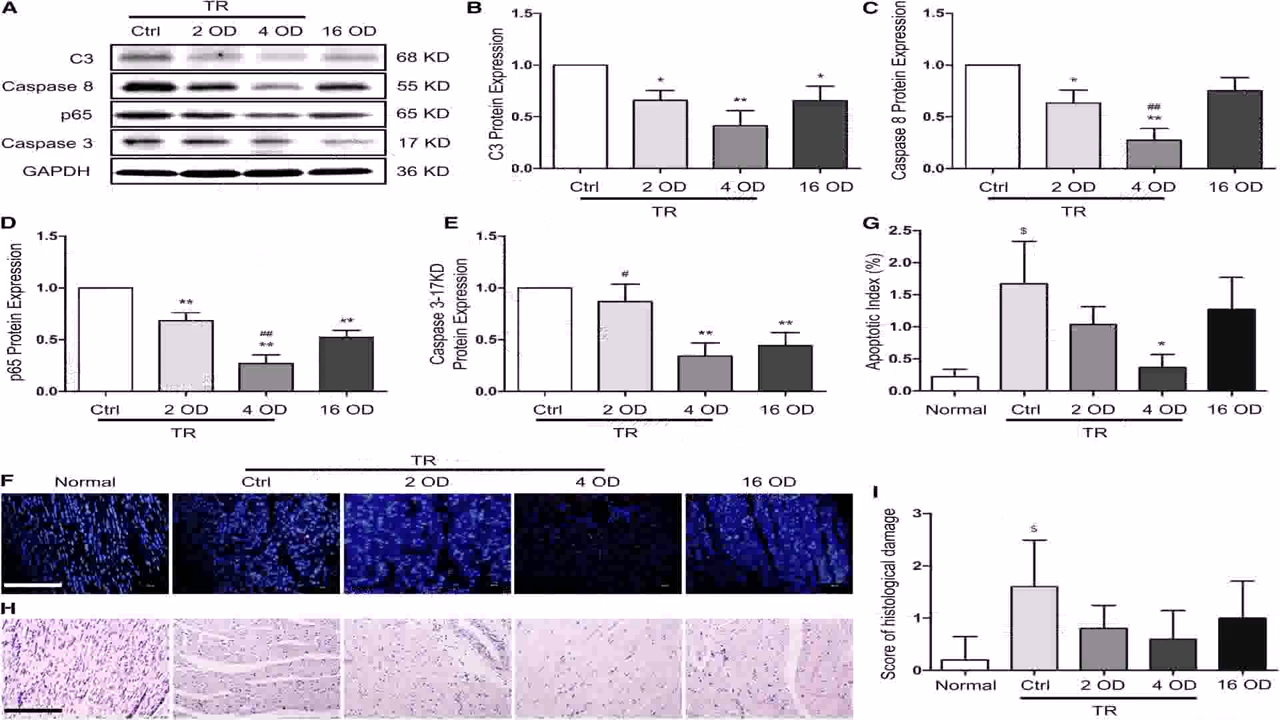 A
TR
Ctrl 2 OD 4 OD 16 OD
C3 68 KD
Caspase 8 55 KD
p65 65 KD
Caspase 3 17 KD
GAPDH 36 KD
B
C3 Protein Expression
1.5
1.0
0.5
0.0
* ** *
Ctrl 2 OD 4 OD 16 OD
TR
C
Caspase 8 Protein Expression
1.5
1.0
0.5
0.0
* ## **
Ctrl 2 OD 4 OD 16 OD
TR
D
p65 Protein Expression
1.5
1.0
0.5
0.0
** ## ** **
Ctrl 2 OD 4 OD 16 OD
TR
E
Caspase 3-17KD
Protein Expression
1.5
1.0
0.5
0.0
# ** **
Ctrl 2 OD 4 OD 16 OD
TR
G
Apoptotic Index (%)
2.5
2.0
1.5
1.0
0.5
0.0
$ *
Normal Ctrl 2 OD 4 OD 16 OD
TR
F
TR
Normal Ctrl 2 OD 4 OD 16 OD
H
I
Score of histological damage
3
2
1
0
$
Normal Ctrl 2 OD 4 OD 16 OD
TR